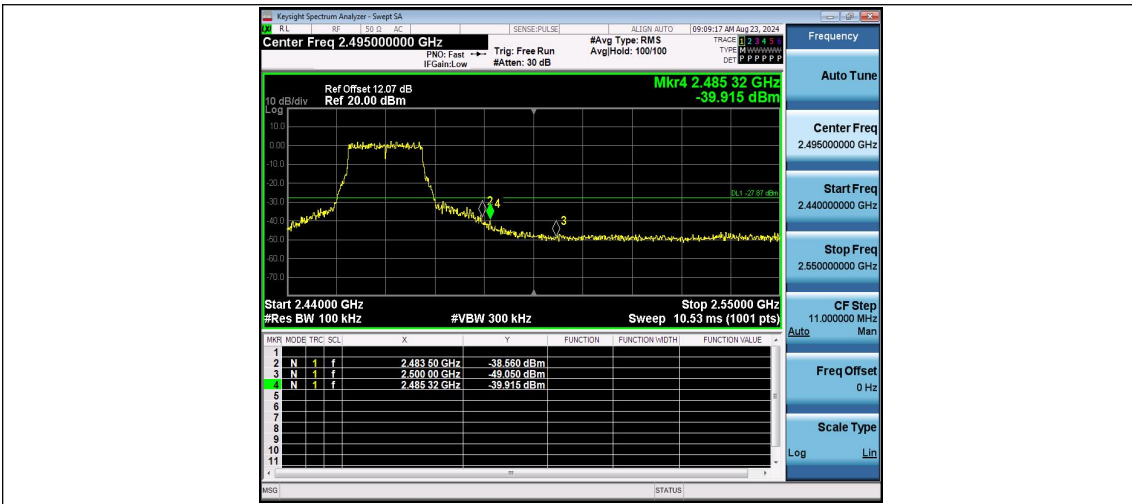 Keysight Spectrum Analyzer - Swept SA
RL RF 50 Ω AC SENSE:PULSE ALIGN AUTO 09:09:17 AM Aug 23, 2024
Center Freq 2.495000000 GHz
PNO: Fast
IFGain:Low
Trig: Free Run
#Atten: 30 dB
#Avg Type: RMS
Avg|Hold: 100/100
TRACE 1 2 3 4 5 6
TYPE M W W W W W
DET P P P P P P
Ref Offset 12.07 dB
10 dB/div Ref 20.00 dBm
Log
Mkr4 2.485 32 GHz
-39.915 dBm
10.0
0.00
-10.0
-20.0
-30.0
-40.0
-50.0
-60.0
-70.0
DL1 -27.87 dBm
2 4
3
Start 2.44000 GHz Stop 2.55000 GHz
#Res BW 100 kHz #VBW 300 kHz Sweep 10.53 ms (1001 pts)
MKR MODE TRC SCL X Y FUNCTION FUNCTION WIDTH FUNCTION VALUE
1
2 N 1 f 2.483 50 GHz -38.560 dBm
3 N 1 f 2.500 00 GHz -49.050 dBm
4 N 1 f 2.485 32 GHz -39.915 dBm
5
6
7
8
9
10
11
MSG STATUS
Frequency
Auto Tune
Center Freq
2.495000000 GHz
Start Freq
2.440000000 GHz
Stop Freq
2.550000000 GHz
CF Step
11.000000 MHz
Auto Man
Freq Offset
0 Hz
Scale Type
Log Lin